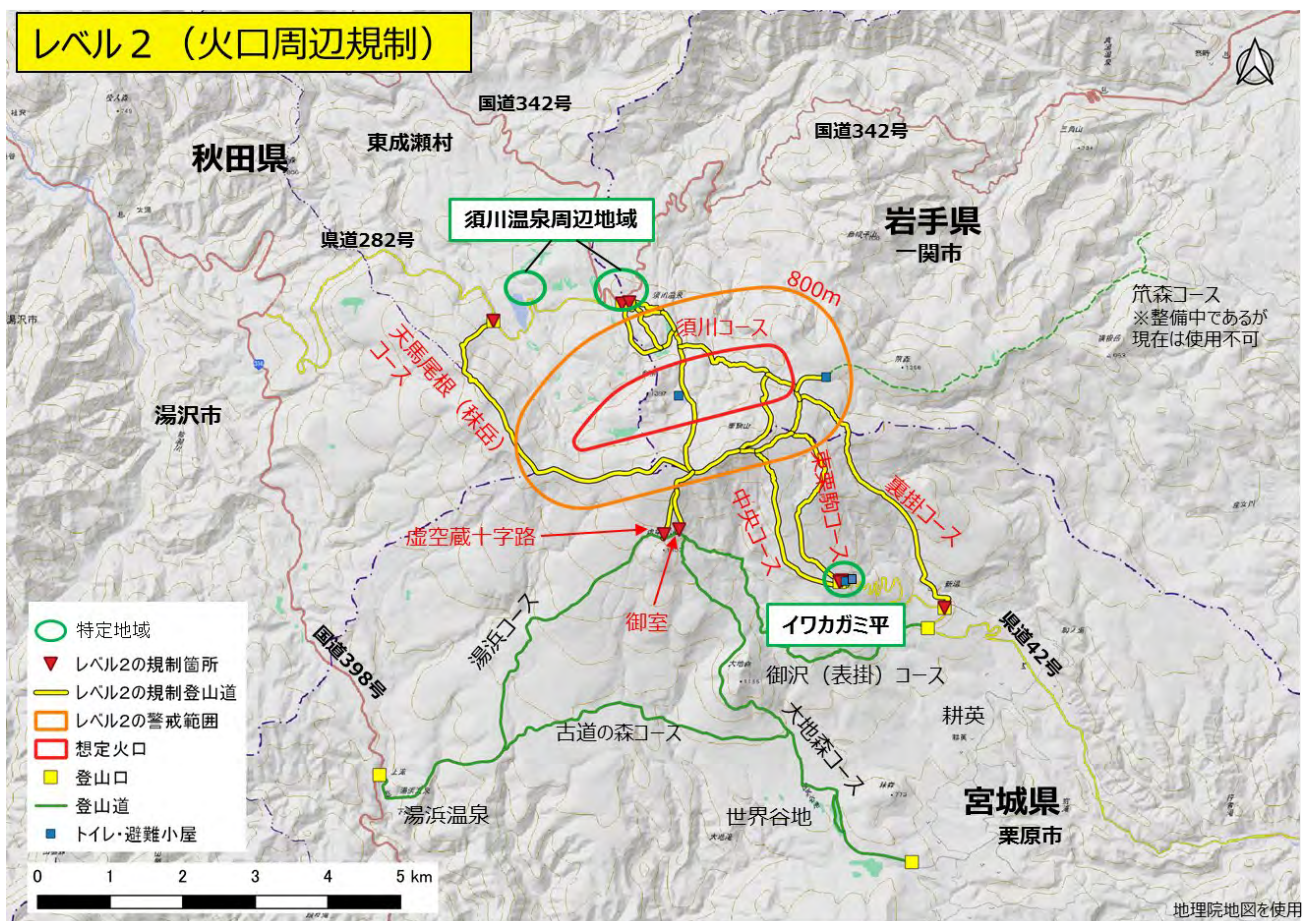 レベル２（火口周辺規制）
国道342号
国道342号
東成瀬村
秋田県
須川温泉周辺地域
岩手県
一関市
県道282号
800m
須川温泉
笊森コース
※整備中であるが
現在は使用不可
須川コース
天馬尾根（秣岳）
コース
湯沢市
湯沢市
東栗駒コース
裏掛コース
中央コース
虚空蔵十字路
御室
イワカガミ平
県道42号
湯浜コース
国道398号
御沢（表掛）コース
大地森コース
古道の森コース
耕英
湯浜温泉
世界谷地
宮城県
栗原市
特定地域
レベル2の規制箇所
レベル2の規制登山道
レベル2の警戒範囲
想定火口
登山口
登山道
トイレ・避難小屋
0 1 2 3 4 5 km
地理院地図を使用